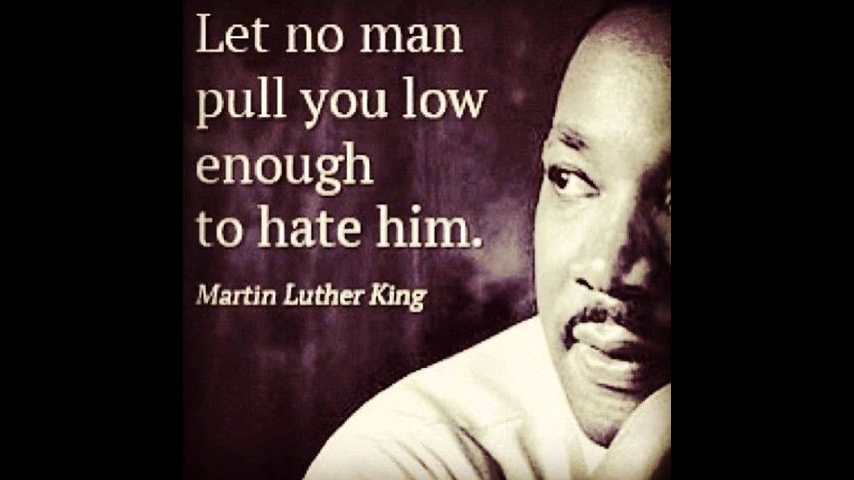 Let no man
pull you low
enough
to hate him.
Martin Luther King